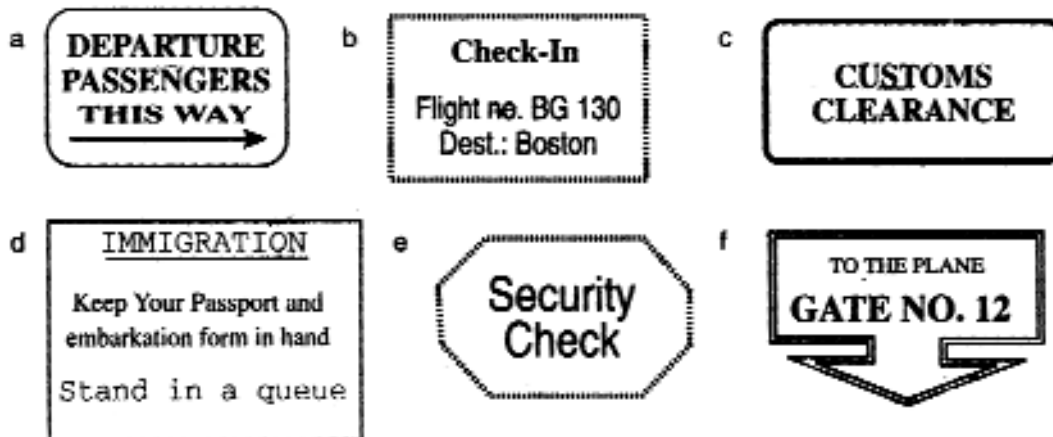 a
DEPARTURE
PASSENGERS
THIS WAY
b
Check-In
Flight ne. BG 130
Dest.: Boston
c
CUSTOMS
CLEARANCE
d
IMMIGRATION
Keep Your Passport and
embarkation form in hand
Stand in a queue
e
Security
Check
f
TO THE PLANE
GATE NO. 12